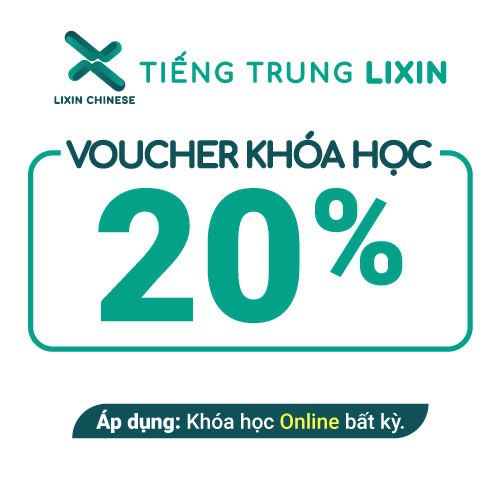 LIXIN CHINESE
TIẾNG TRUNG LIXIN
VOUCHER KHÓA HỌC
20%
Áp dụng: Khóa học Online bất kỳ.